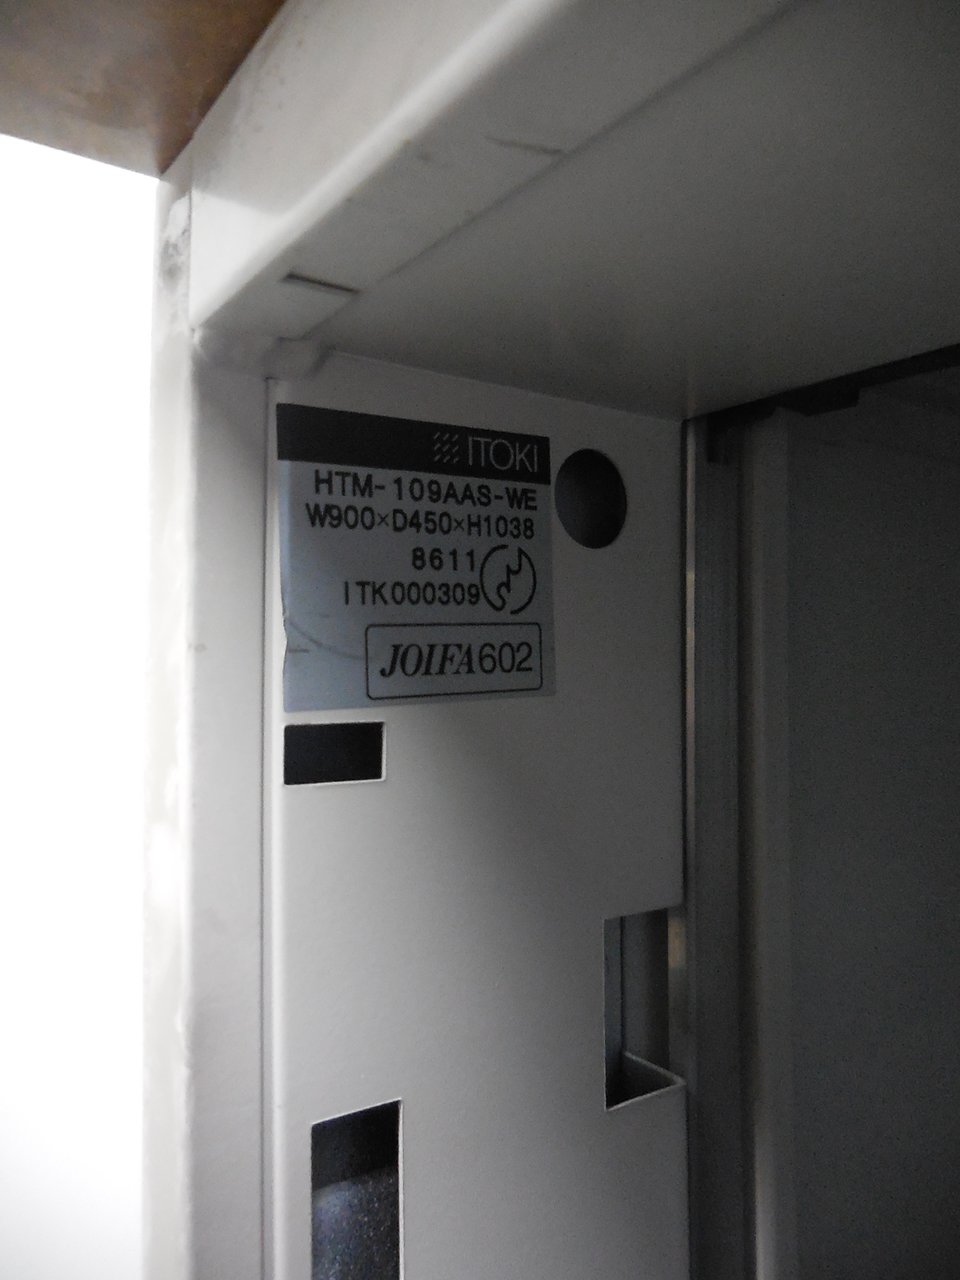 ITOKI
HTM-109AAS-WE
W900×D450×H1038
8611
ITK000309
JOIFA602